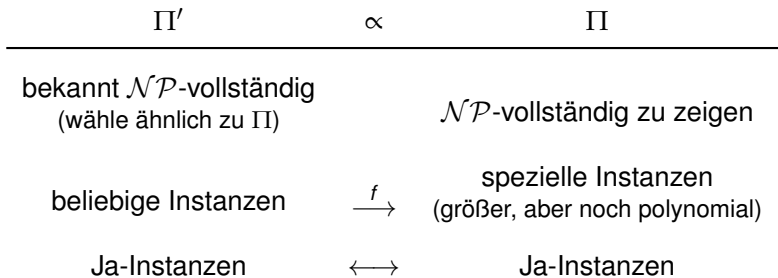 Π′ ∝ Π
bekannt NP-vollständig
(wähle ähnlich zu Π)
NP-vollständig zu zeigen
beliebige Instanzen
f
⟶
spezielle Instanzen
(größer, aber noch polynomial)
Ja-Instanzen ⟷ Ja-Instanzen